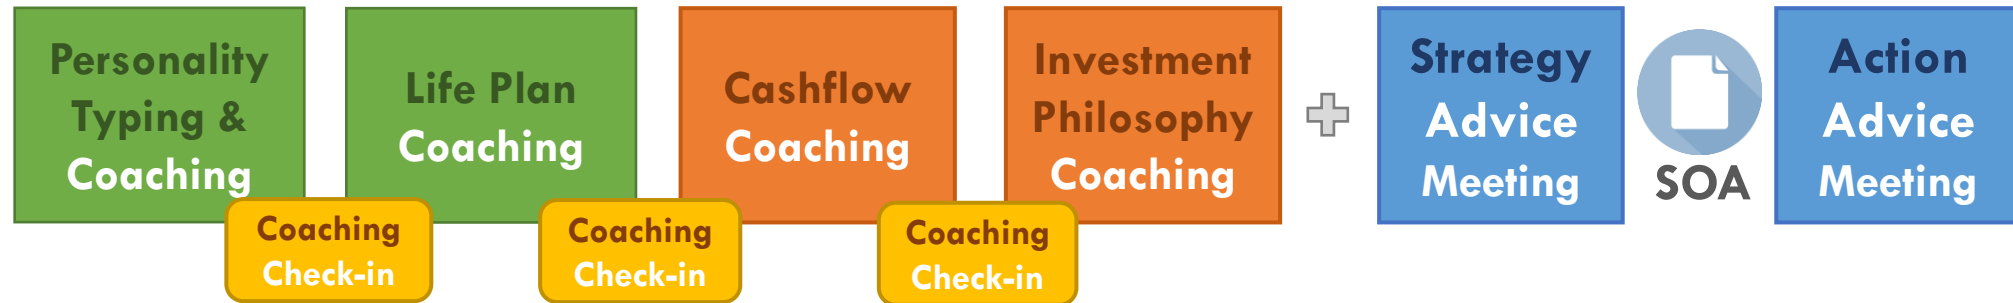 Personality
Typing &
Coaching
Life Plan
Coaching
Cashflow
Coaching
Investment
Philosophy
Coaching
Strategy
Advice
Meeting
SOA
Action
Advice
Meeting
Coaching
Check-in
Coaching
Check-in
Coaching
Check-in